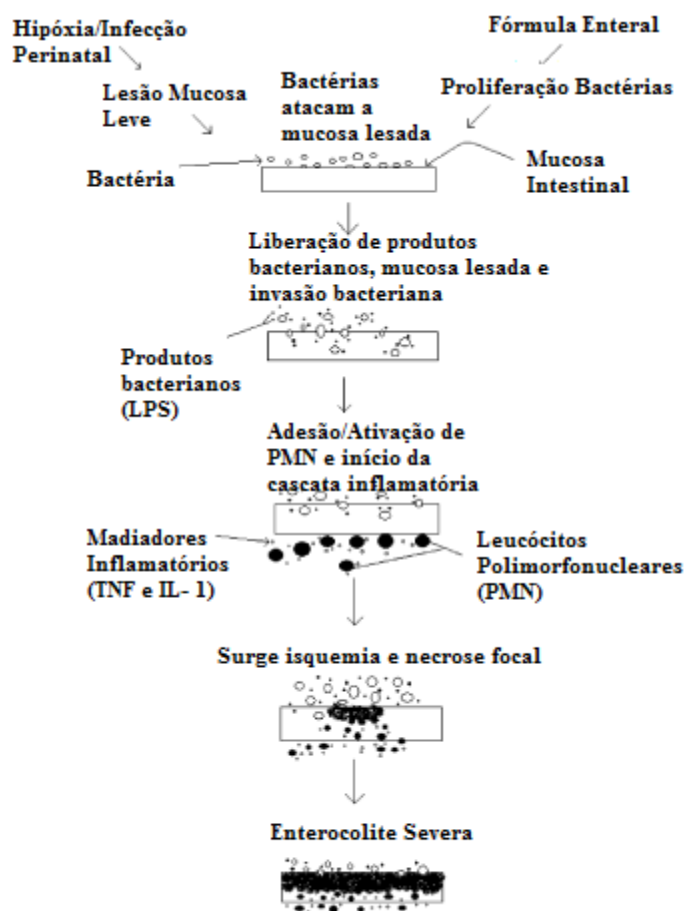 Hipóxia/Infecção
Perinatal
Fórmula Enteral
Lesão Mucosa
Leve
Bactérias
atacam a
mucosa lesada
Proliferação Bactérias
Bactéria
Mucosa
Intestinal
Liberação de produtos
bacterianos, mucosa lesada e
invasão bacteriana
Produtos
bacterianos
(LPS)
Adesão/Ativação de
PMN e início da
cascata inflamatória
Madiadores
Inflamatórios
(TNF e IL- 1)
Leucócitos
Polimorfonucleares
(PMN)
Surge isquemia e necrose focal
Enterocolite Severa